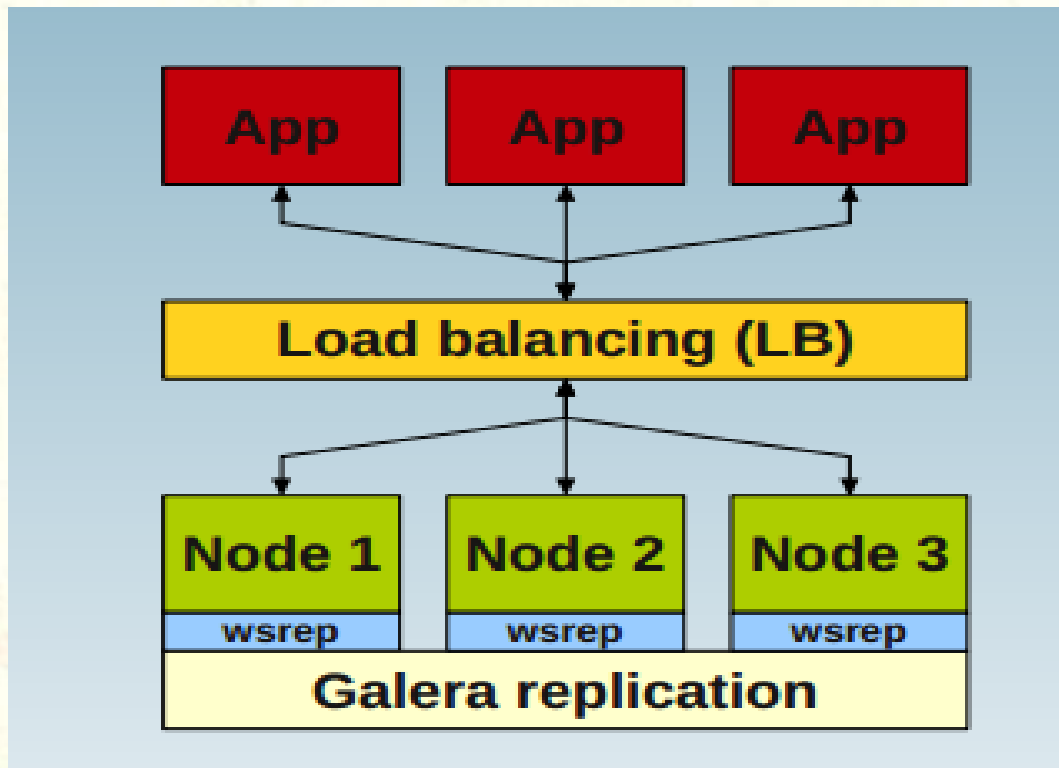 App
App
App
Load balancing (LB)
Node 1
Node 2
Node 3
wsrep
wsrep
wsrep
Galera replication